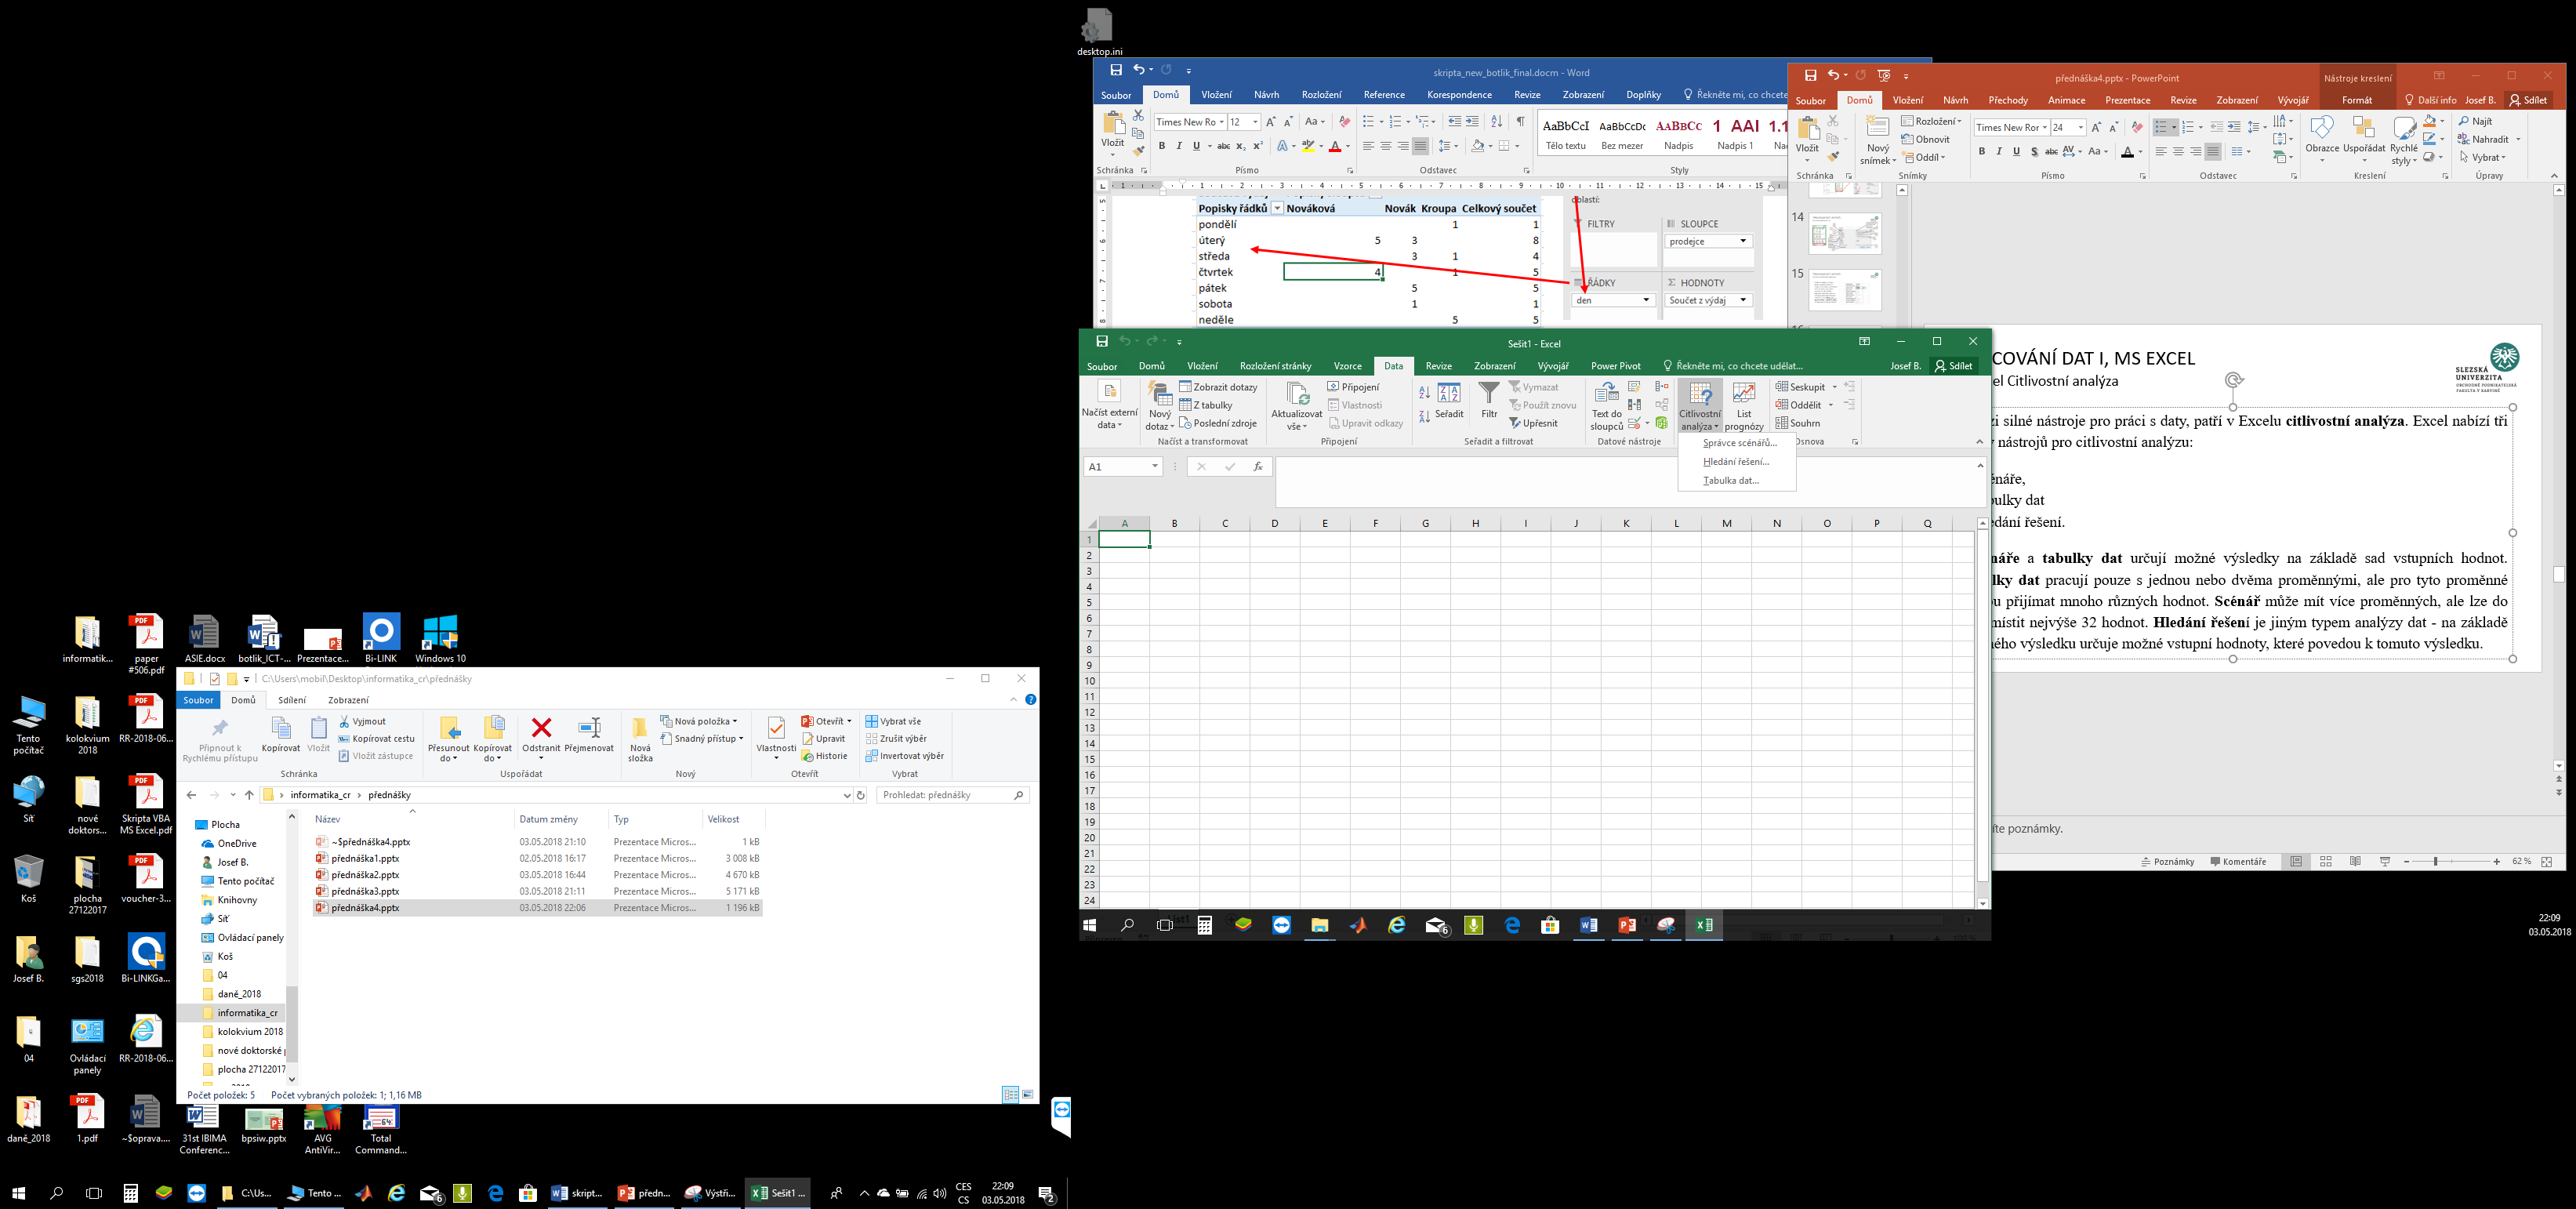 desktop.ini
skripta_new_botlik_final.docm - Word
Soubor Domů Vložení Návrh Rozložení Reference Korespondence Revize Zobrazení Doplňky Řekněte mi, co chcete
Vložit
Times New Ro 12
Schránka Písmo Odstavec Styly
AaBbCcI AaBbCcDc AABBCC 1 AAI 1.1
Tělo textu Bez mezer Nadpis Nadpis 1
Popisky řádků Nováková Novák Kroupa Celkový součet
pondělí 1 1
úterý 5 3 8
středa 3 1 4
čtvrtek 4 1 5
pátek 5 5
sobota 1 1
neděle 5 5
oblastí:
FILTRY SLOUPCE
prodejce
ŘÁDKY HODNOTY
den Součet z výdaj
přednáška4.pptx - PowerPoint
Nástroje kreslení
Soubor Domů Vložení Návrh Přechody Animace Prezentace Revize Zobrazení Vývojář Formát Další info Josef B. Sdílet
Vložit Nový snímek Rozložení Obnovit Oddíl
Times New Ror 24
Obrazce Uspořádat Rychlé styly
Najít
Nahradit
Vybrat
Schránka Snímky Písmo Odstavec Kreslení Úpravy
14
15
COVÁNÍ DAT I, MS EXCEL
el Citlivostní analýza
SLEZSKÁ
UNIVERZITA
OBCHODNĚ PODNIKATELSKÁ
FAKULTA V KARVINÉ
zi silné nástroje pro práci s daty, patří v Excelu citlivostní analýza. Excel nabízí tři
nástrojů pro citlivostní analýzu:
énáře,
ulky dat
edání řešení.
náře a tabulky dat určují možné výsledky na základě sad vstupních hodnot.
lky dat pracují pouze s jednou nebo dvěma proměnnými, ale pro tyto proměnné
u přijímat mnoho různých hodnot. Scénář může mít více proměnných, ale lze do
místit nejvýše 32 hodnot. Hledání řešení je jiným typem analýzy dat - na základě
ného výsledku určuje možné vstupní hodnoty, které povedou k tomuto výsledku.
ite poznámky.
Poznámky Komentáře 62 %
Sešit1 - Excel
Soubor Domů Vložení Rozložení stránky Vzorce Data Revize Zobrazení Vývojář Power Pivot Řekněte mi, co chcete udělat... Josef B. Sdílet
Načíst externí data
Nový dotaz
Zobrazit dotazy
Z tabulky
Poslední zdroje
Načíst a transformovat
Aktualizovat vše
Připojení
Vlastnosti
Upravit odkazy
Připojení
Seřadit
Filtr
Vymazat
Použít znovu
Upřesnit
Seřadit a filtrovat
Text do sloupců
Datové nástroje
Citlivostní analýza
List prognózy
Seskupit
Oddělit
Souhrn
Osnova
Správce scénářů...
Hledání řešení...
Tabulka dat...
A1
fx
A B C D E F G H I J K L M N O P Q
1
2
3
4
5
6
7
8
9
10
11
12
13
14
15
16
17
18
19
20
21
22
23
24
List1
22:09
03.05.2018
informatik...
paper #506.pdf
ASIE.docx
botlik_ICT-...
Prezentace...
Bi-LINK
Windows 10
Tento počítač
kolokvium 2018
RR-2018-06...
Síť
nové doktors...
Skripta VBA MS Excel.pdf
Koš
plocha 27122017
voucher-3...
Josef B.
sgs2018
Bi-LINKGa...
04
Ovládací panely
RR-2018-06...
daně_2018
1.pdf
~$oprava....
31st IBIMA Conferenc...
bpsiw.pptx
AVG AntiVir...
Total Command...
C:\Users\mobil\Desktop\informatika_cr\přednášky
Soubor Domů Sdílení Zobrazení
Připnout k Rychlému přístupu
Kopírovat
Vložit
Vyjmout
Kopírovat cestu
Vložit zástupce
Schránka
Přesunout do
Kopírovat do
Odstranit
Přejmenovat
Uspořádat
Nová složka
Nová položka
Snadný přístup
Nový
Vlastnosti
Otevřít
Upravit
Historie
Otevřít
Vybrat vše
Zrušit výběr
Invertovat výběr
Vybrat
informatika_cr přednášky
Prohledat: přednášky
Název Datum změny Typ Velikost
~$přednáška4.pptx 03.05.2018 21:10 Prezentace Micros... 1 kB
přednáška1.pptx 02.05.2018 16:17 Prezentace Micros... 3 008 kB
přednáška2.pptx 03.05.2018 16:44 Prezentace Micros... 4 670 kB
přednáška3.pptx 03.05.2018 21:11 Prezentace Micros... 5 171 kB
přednáška4.pptx 03.05.2018 22:06 Prezentace Micros... 1 196 kB
Plocha
OneDrive
Josef B.
Tento počítač
Knihovny
Síť
Ovládací panely
Koš
04
daně_2018
informatika_cr
kolokvium 2018
nové doktorské
plocha 27122017
Počet položek: 5 Počet vybraných položek: 1; 1,16 MB
C:\Us... Tento ... skript... předn... Výstři... Sešit1 ...
CES
CS
22:09
03.05.2018